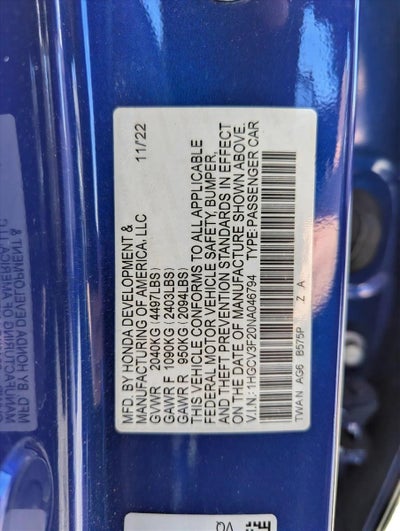 MFD. BY HONDA DEVELOPMENT &
MANUFACTURING OF AMERICA, LLC 11/22
GVWR 2040KG (4497LBS)
GAWR F 1090KG (2403LBS)
GAWR R 950KG (2094LBS)
THIS VEHICLE CONFORMS TO ALL APPLICABLE
FEDERAL MOTOR VEHICLE SAFETY, BUMPER,
AND THEFT PREVENTION STANDARDS IN EFFECT
ON THE DATE OF MANUFACTURE SHOWN ABOVE.
V.I.N.: 1HGCV3F20NA046794 TYPE: PASSENGER CAR
TWAN AG6 B575P Z A